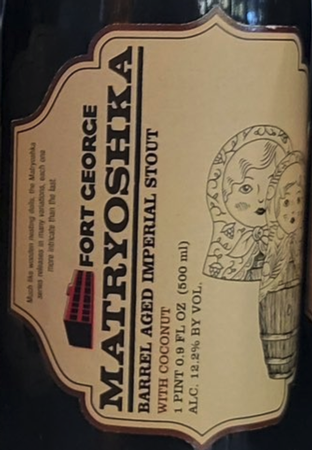 Much like wooden nesting dolls, the Matryoshka
series releases in many variations, each one
more intricate than the last.
FORT GEORGE
MATRYOSHKA
BARREL AGED IMPERIAL STOUT
WITH COCONUT
1 PINT 0.9 FL OZ (500 ml)
ALC. 12.2% BY VOL.